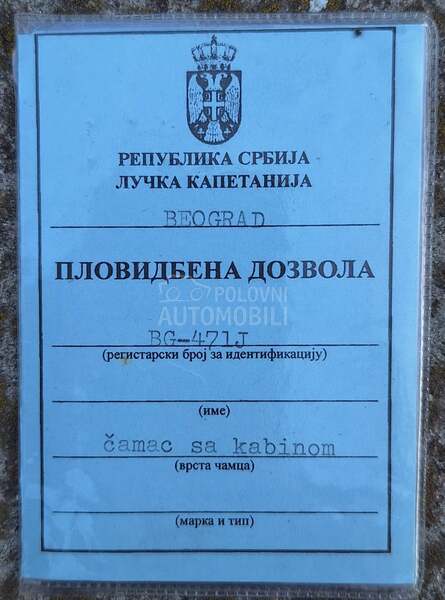 РЕПУБЛИКА СРБИЈА
ЛУЧКА КАПЕТАНИЈА
BEOGRAD
ПЛОВИДБЕНА ДОЗВОЛА
POLOVNI
AUTOMOBILI
BG-471J
(регистарски број за идентификацију)
(име)
čamac sa kabinom
(врста чамца)
(марка и тип)